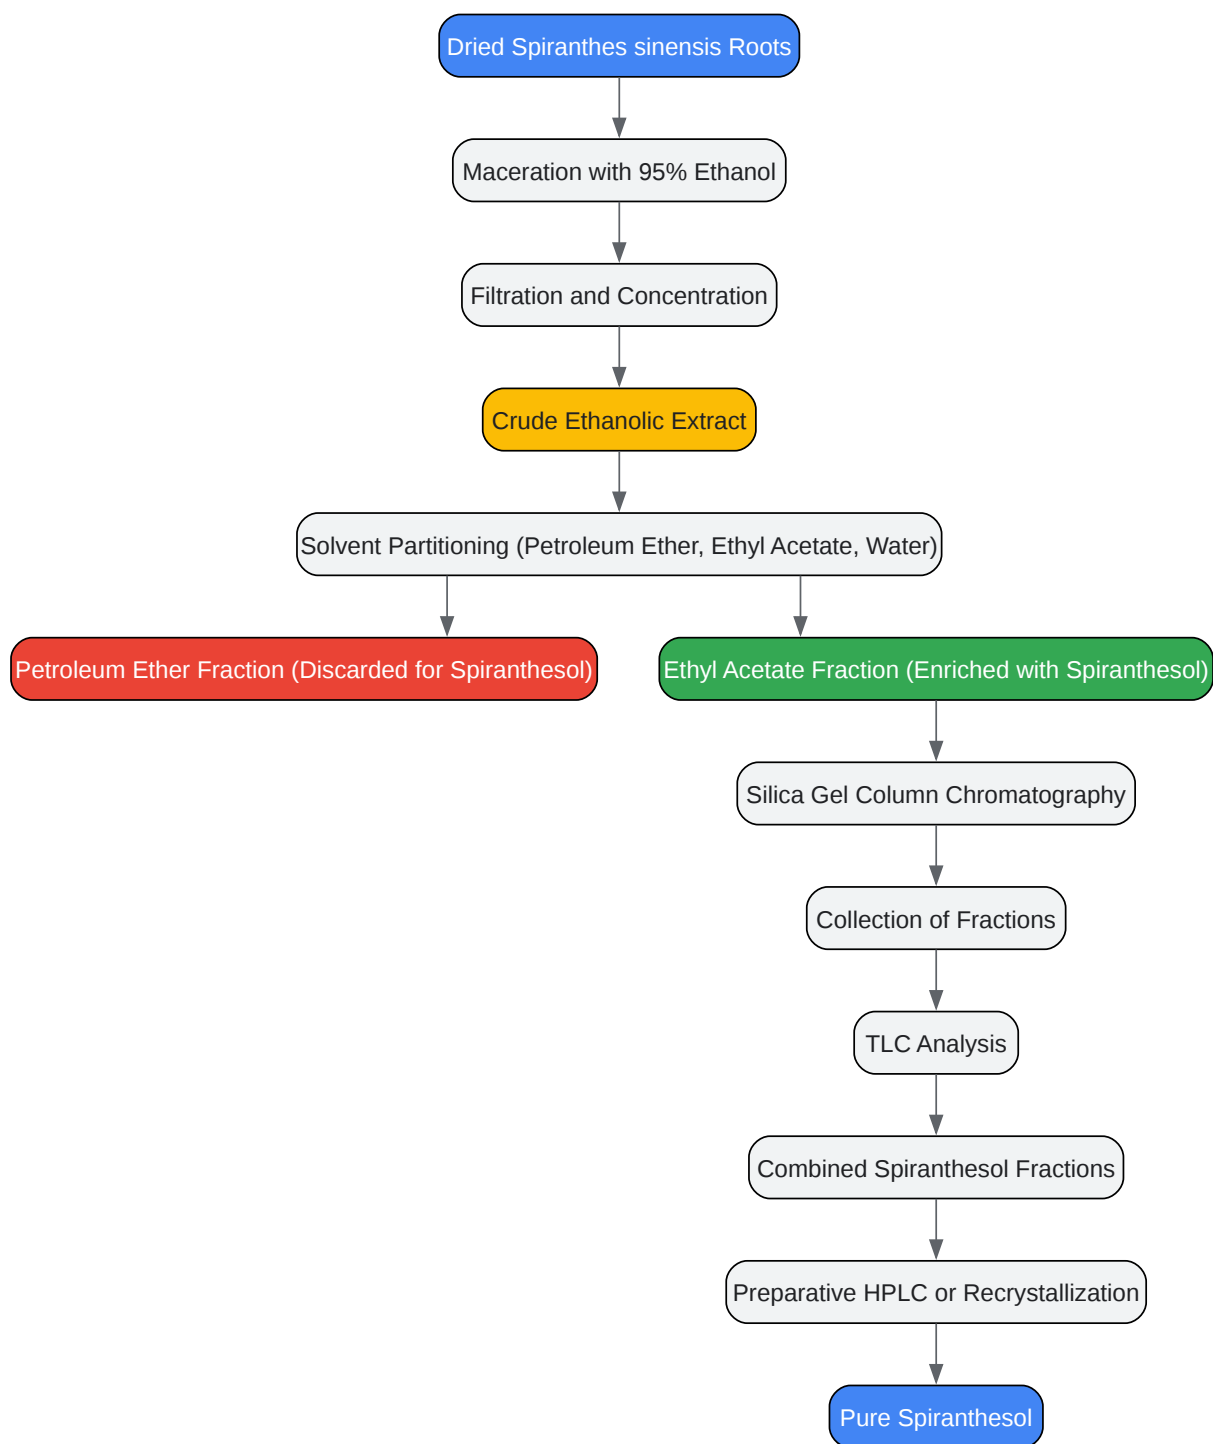 Dried Spiranthes sinensis Roots
Maceration with 95% Ethanol
Filtration and Concentration
Crude Ethanolic Extract
Solvent Partitioning (Petroleum Ether, Ethyl Acetate, Water)
Petroleum Ether Fraction (Discarded for Spiranthesol)
Ethyl Acetate Fraction (Enriched with Spiranthesol)
Silica Gel Column Chromatography
Collection of Fractions
TLC Analysis
Combined Spiranthesol Fractions
Preparative HPLC or Recrystallization
Pure Spiranthesol